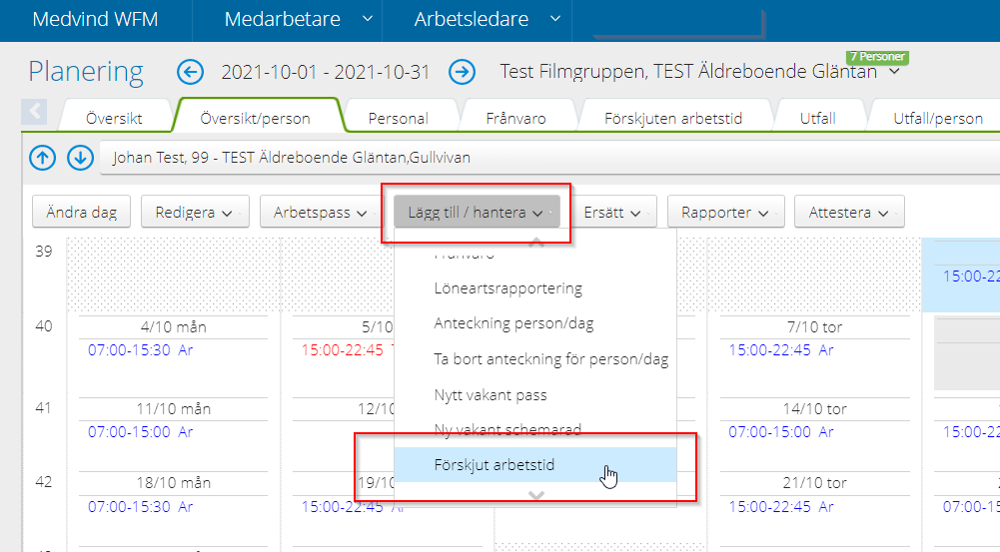 Medvind WFM Medarbetare Arbetsledare
Planering 2021-10-01 - 2021-10-31 Test Filmgruppen, TEST Äldreboende Gläntan 7 Personer
Översikt Översikt/person Personal Frånvaro Förskjuten arbetstid Utfall Utfall/person
Johan Test, 99 - TEST Äldreboende Gläntan,Gullvivan
Ändra dag Redigera Arbetspass Lägg till / hantera Ersätt Rapporter Attestera
39
Frånvaro
15:00-22
Löneartsrapportering
Anteckning person/dag
40 4/10 mån 5/10 7/10 tor
07:00-15:30 Ar 15:00-22:45 15:00-22:45 Ar
Ta bort anteckning för person/dag
Nytt vakant pass
41 11/10 mån 12/10 14/10 tor
07:00-15:00 Ar 07:00-15:00 Ar 15:00-22
Ny vakant schemarad
Förskjut arbetstid
42 18/10 mån 19/10 21/10 tor
07:00-15:30 Ar 15:00-22:45 Ar 15:00-22:45 Ar 07:00-15